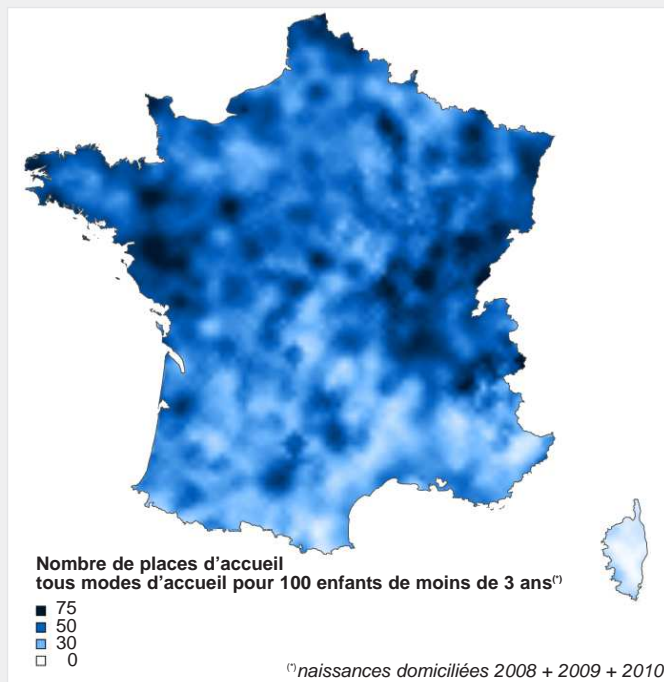 Nombre de places d'accueil
tous modes d'accueil pour 100 enfants de moins de 3 ans(*)
75
50
30
0
(*)naissances domiciliées 2008 + 2009 + 2010